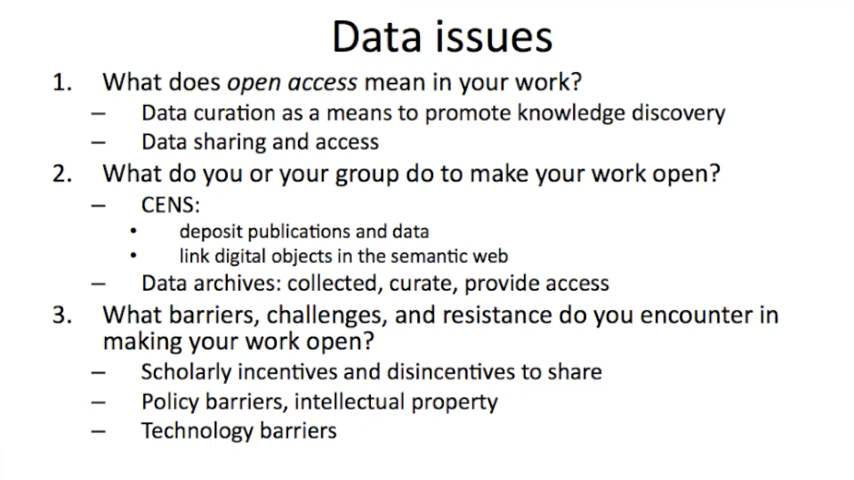 Data issues
1. What does open access mean in your work?
– Data curation as a means to promote knowledge discovery
– Data sharing and access
2. What do you or your group do to make your work open?
– CENS:
• deposit publications and data
• link digital objects in the semantic web
– Data archives: collected, curate, provide access
3. What barriers, challenges, and resistance do you encounter in
making your work open?
– Scholarly incentives and disincentives to share
– Policy barriers, intellectual property
– Technology barriers